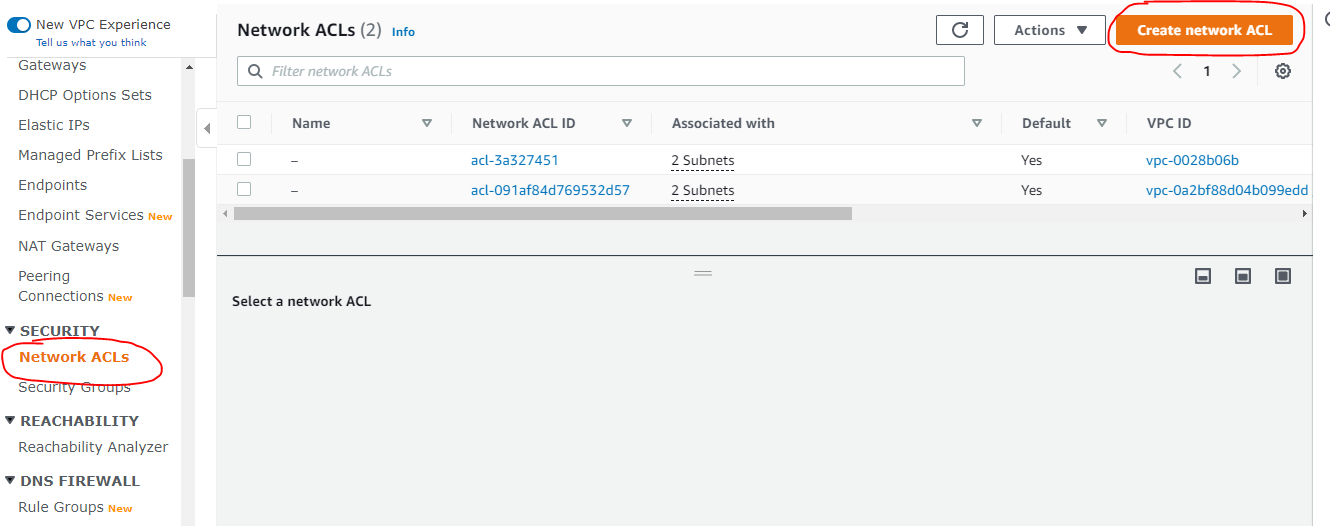 New VPC Experience
Tell us what you think
Gateways
DHCP Options Sets
Elastic IPs
Managed Prefix Lists
Endpoints
Endpoint Services New
NAT Gateways
Peering
Connections New
SECURITY
Network ACLs
Security Groups
REACHABILITY
Reachability Analyzer
DNS FIREWALL
Rule Groups New
Network ACLs (2) Info
Actions
Create network ACL
Filter network ACLs
1
Name Network ACL ID Associated with Default VPC ID
– acl-3a327451 2 Subnets Yes vpc-0028b06b
– acl-091af84d769532d57 2 Subnets Yes vpc-0a2bf88d04b099edd
Select a network ACL